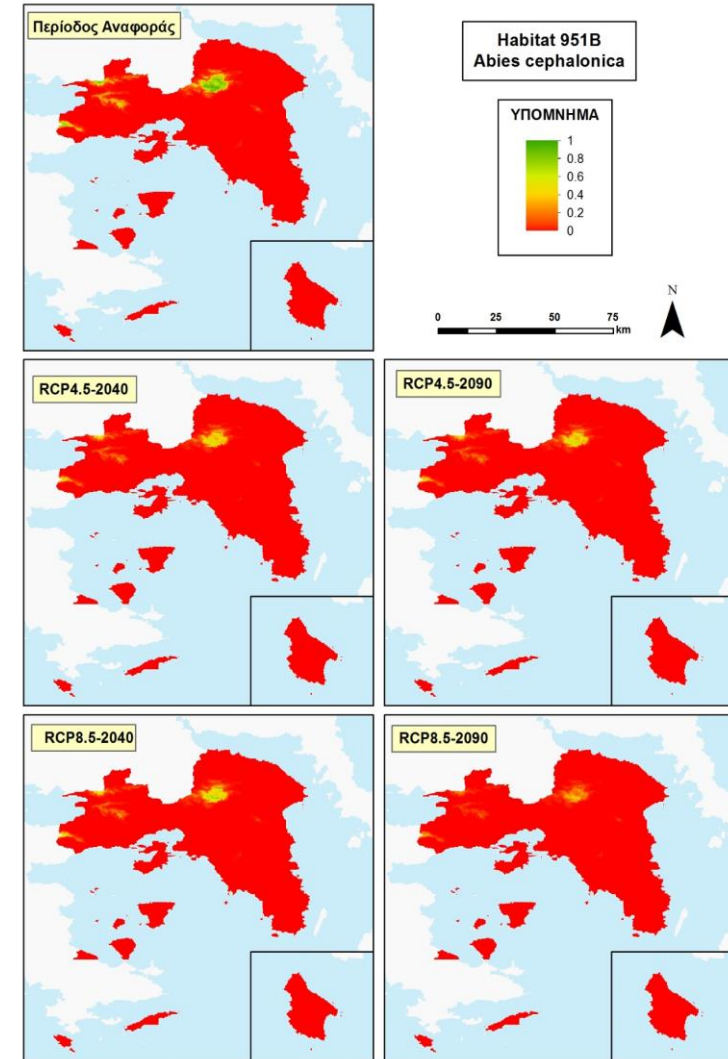 Περίοδος Αναφοράς
Habitat 951B
Abies cephalonica
ΥΠΟΜΝΗΜΑ
1
0.8
0.6
0.4
0.2
0
N
0 25 50 75
km
RCP4.5-2040
RCP4.5-2090
RCP8.5-2040
RCP8.5-2090